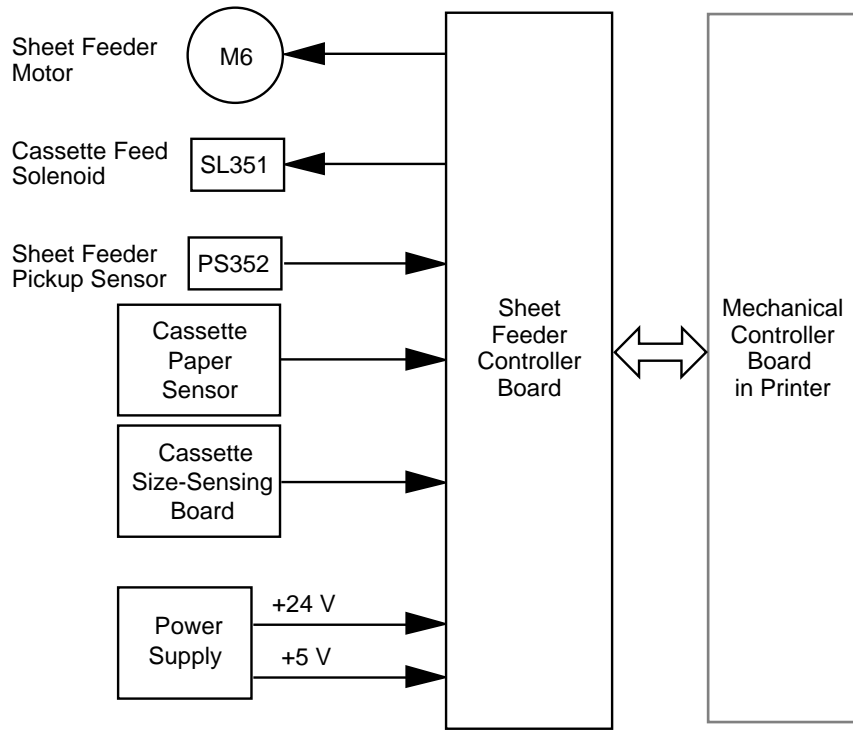 Sheet Feeder
Motor
M6
Cassette Feed
Solenoid
SL351
Sheet Feeder
Pickup Sensor
PS352
Cassette
Paper
Sensor
Cassette
Size-Sensing
Board
Power
Supply
+24 V
+5 V
Sheet
Feeder
Controller
Board
Mechanical
Controller
Board
in Printer